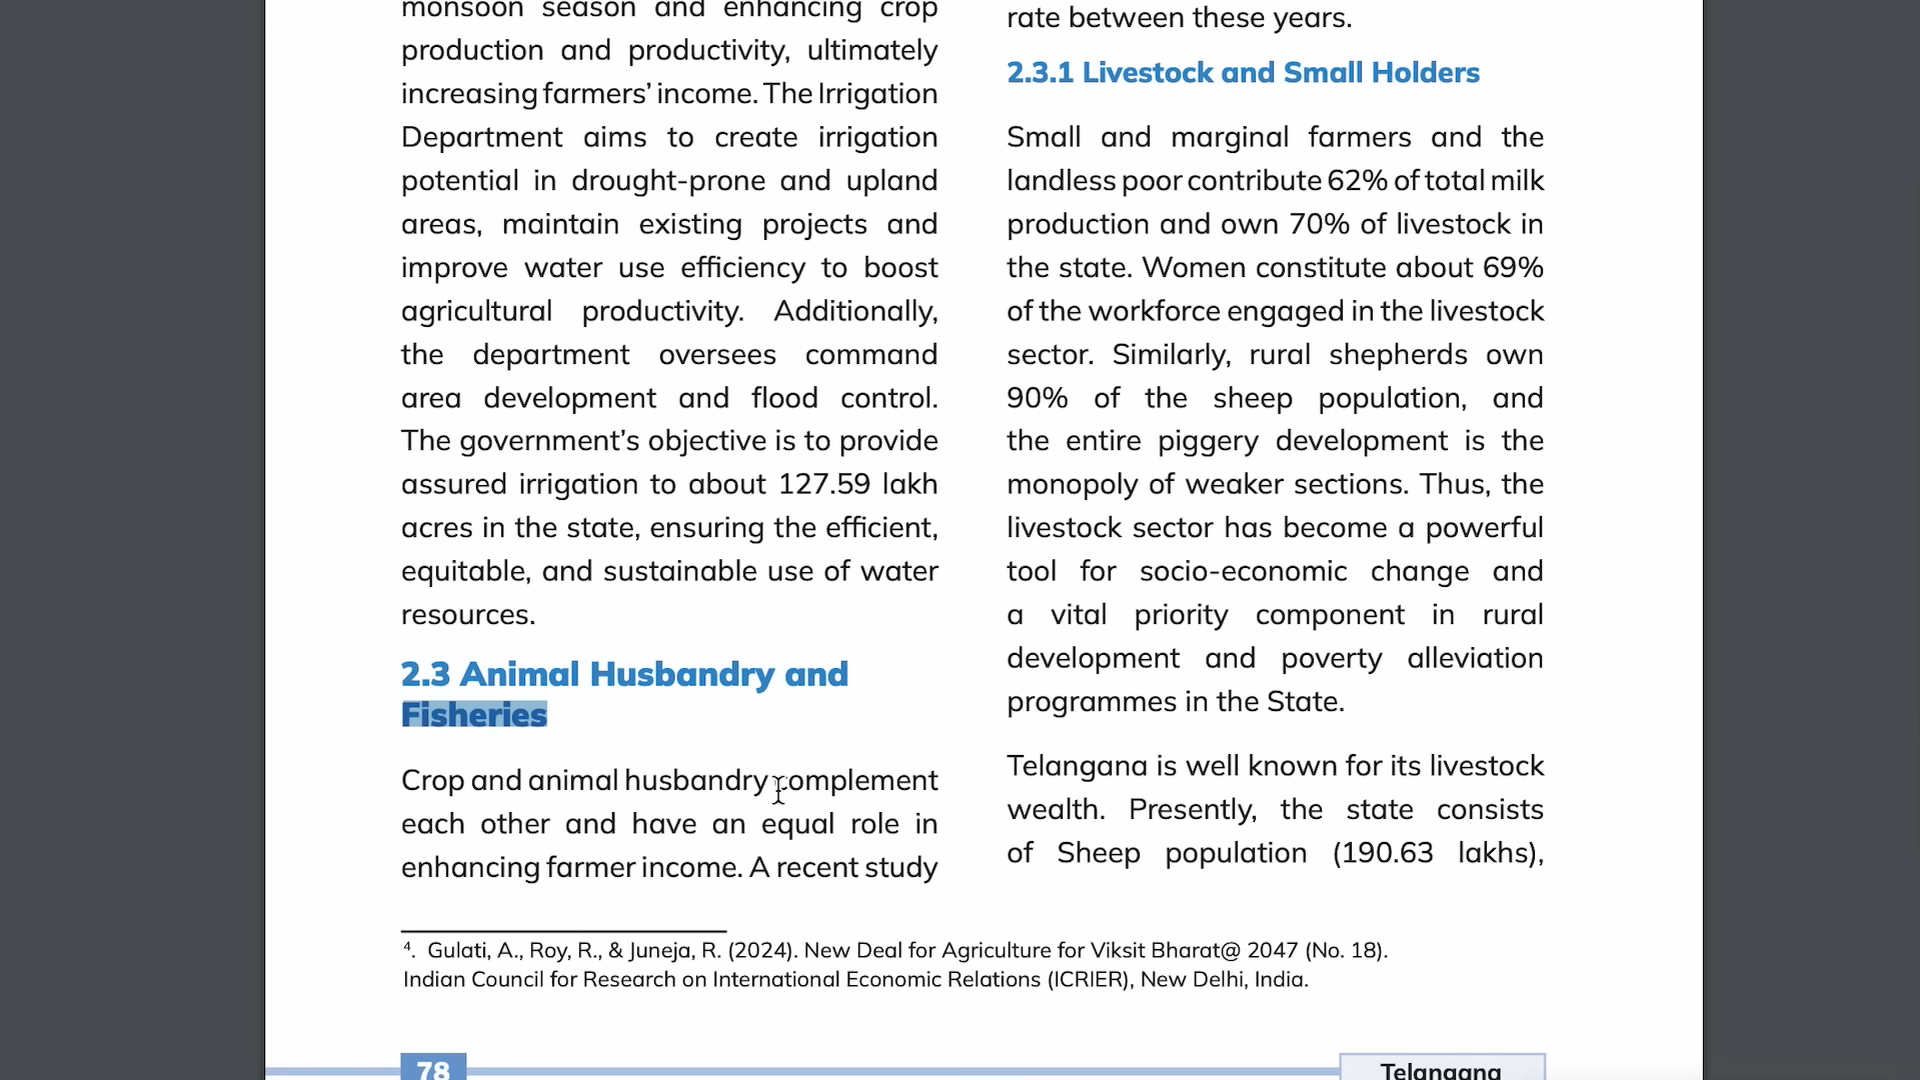 monsoon season and enhancing crop
production and productivity, ultimately
increasing farmers’ income. The Irrigation
Department aims to create irrigation
potential in drought-prone and upland
areas, maintain existing projects and
improve water use efficiency to boost
agricultural productivity. Additionally,
the department oversees command
area development and flood control.
The government’s objective is to provide
assured irrigation to about 127.59 lakh
acres in the state, ensuring the efficient,
equitable, and sustainable use of water
resources.
2.3 Animal Husbandry and
Fisheries
Crop and animal husbandry complement
each other and have an equal role in
enhancing farmer income. A recent study
rate between these years.
2.3.1 Livestock and Small Holders
Small and marginal farmers and the
landless poor contribute 62% of total milk
production and own 70% of livestock in
the state. Women constitute about 69%
of the workforce engaged in the livestock
sector. Similarly, rural shepherds own
90% of the sheep population, and
the entire piggery development is the
monopoly of weaker sections. Thus, the
livestock sector has become a powerful
tool for socio-economic change and
a vital priority component in rural
development and poverty alleviation
programmes in the State.
Telangana is well known for its livestock
wealth. Presently, the state consists
of Sheep population (190.63 lakhs),
4. Gulati, A., Roy, R., & Juneja, R. (2024). New Deal for Agriculture for Viksit Bharat@ 2047 (No. 18).
Indian Council for Research on International Economic Relations (ICRIER), New Delhi, India.
78
Telangana